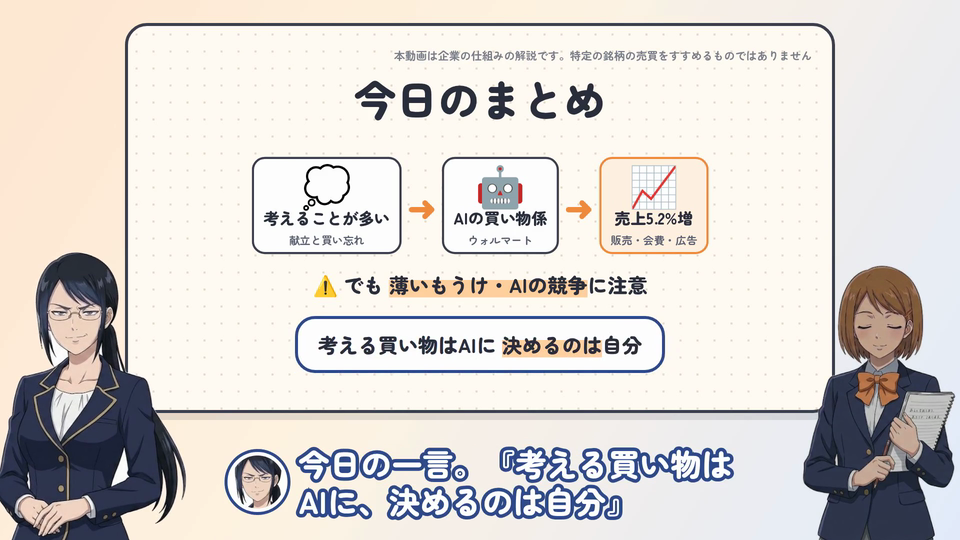 本動画は企業の仕組みの解説です。特定の銘柄の売買をすすめるものではありません
今日のまとめ
考えることが多い
献立と買い忘れ
AIの買い物係
ウォルマート
売上5.2%増
販売・会費・広告
でも 薄いもうけ・AIの競争に注意
考える買い物はAIに 決めるのは自分
今日の一言。『考える買い物は
AIに、決めるのは自分』